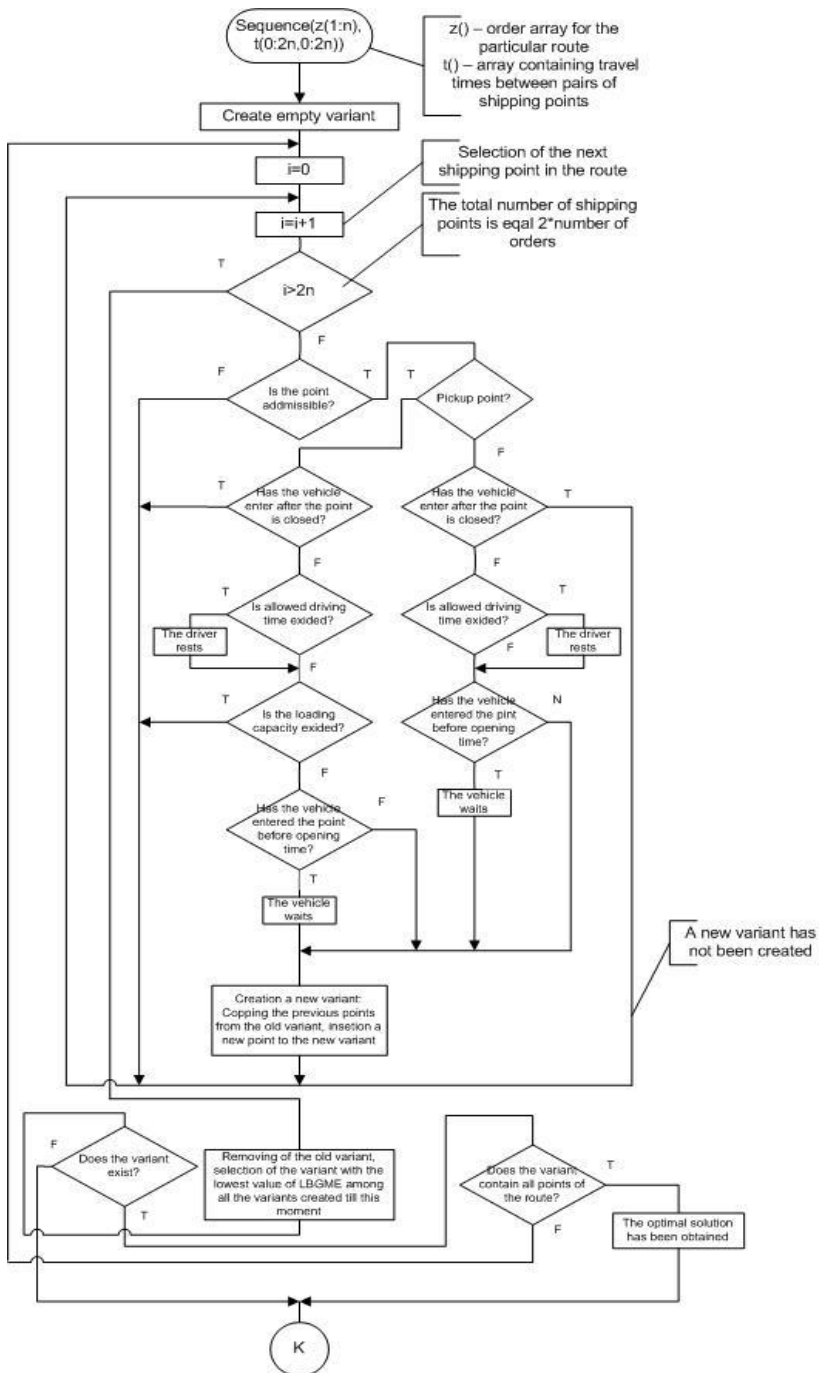 Sequence(z(1:n),
t(0:2n,0:2n))
z() – order array for the
particular route
t() – array containing travel
times between pairs of
shipping points
Create empty variant
i=0
Selection of the next
shipping point in the route
i=i+1
The total number of shipping
points is eqal 2*number of
orders
T
i>2n
F
F
Is the point
addmissible?
T
T
Pickup point?
F
T
Has the vehicle
enter after the point
is closed?
F
Has the vehicle
enter after the point
is closed?
T
F
T
Is allowed driving
time exided?
The driver
rests
F
Is allowed driving
time exided?
T
The driver
rests
F
T
Is the loading
capacity exided?
F
Has the vehicle
entered the pint
before opening
time?
N
T
The vehicle
waits
Has the vehicle
entered the point
before opening
time?
F
T
The vehicle
waits
A new variant has
not been created
Creation a new variant:
Copping the previous points
from the old variant, insetion a
new point to the new variant
F
Does the variant
exist?
T
Removing of the old variant,
selection of the variant with the
lowest value of LBGME among
all the variants created till this
moment
Does the variant
contain all points of
the route?
T
F
The optimal solution
has been obtained
K